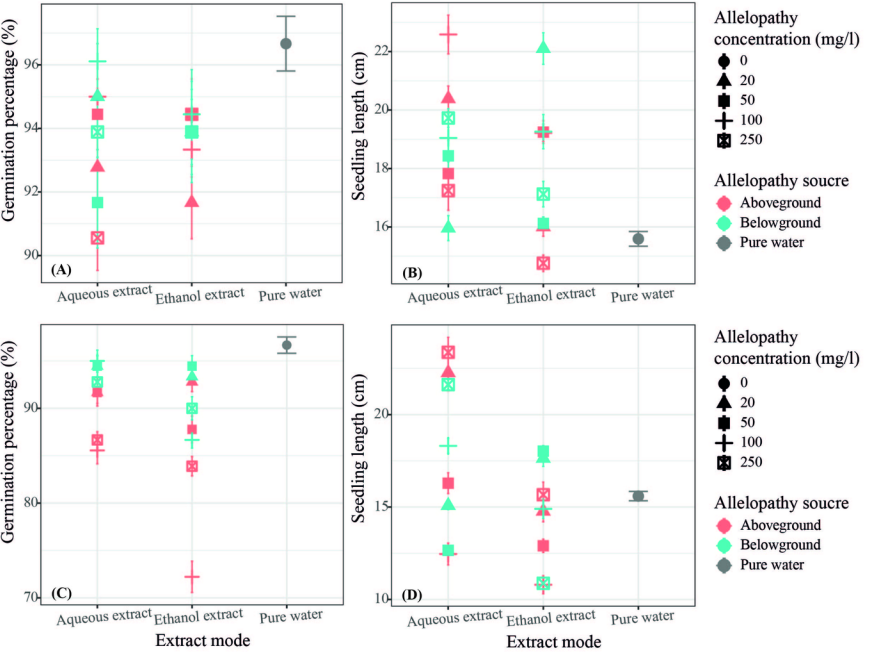 Germination percentage (%)
96
94
92
90
(A)
Aqueous extract
Ethanol extract
Pure water
Seedling length (cm)
22
20
18
16
(B)
Aqueous extract
Ethanol extract
Pure water
Allelopathy
concentration (mg/l)
0
20
50
100
250
Allelopathy soucre
Aboveground
Belowground
Pure water
Germination percentage (%)
90
80
70
(C)
Aqueous extract
Ethanol extract
Pure water
Extract mode
Seedling length (cm)
20
15
10
(D)
Aqueous extract
Ethanol extract
Pure water
Extract mode
Allelopathy
concentration (mg/l)
0
20
50
100
250
Allelopathy soucre
Aboveground
Belowground
Pure water